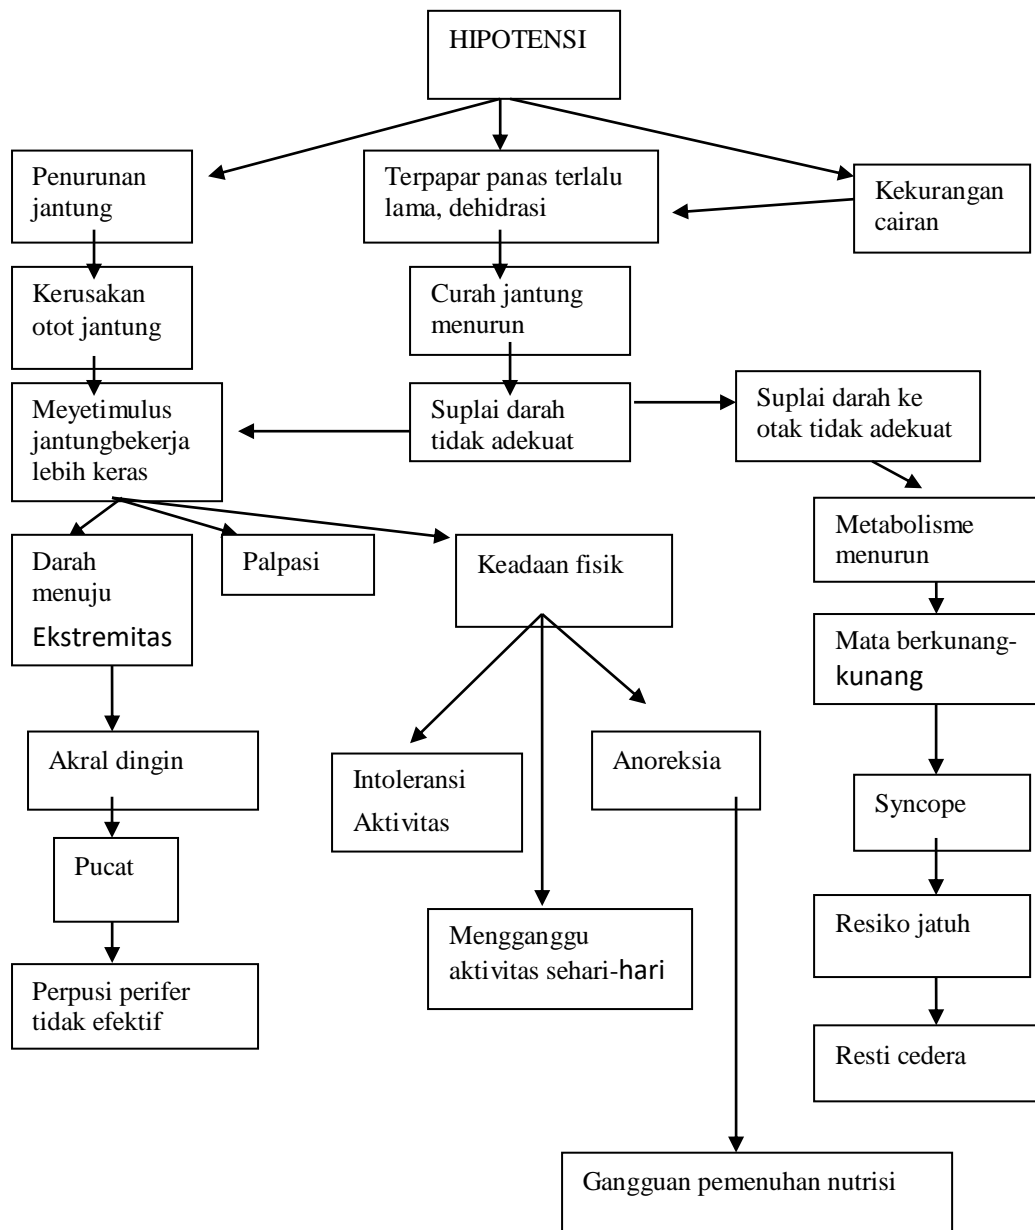 HIPOTENSI
Penurunan
jantung
Terpapar panas terlalu
lama, dehidrasi
Kekurangan
cairan
Kerusakan
otot jantung
Curah jantung
menurun
Meyetimulus
jantungbekerja
lebih keras
Suplai darah
tidak adekuat
Suplai darah ke
otak tidak adekuat
Metabolisme
menurun
Darah
menuju
Ekstremitas
Palpasi
Keadaan fisik
Mata berkunang-
kunang
Akral dingin
Intoleransi
Aktivitas
Anoreksia
Syncope
Pucat
Mengganggu
aktivitas sehari-hari
Resiko jatuh
Perpusi perifer
tidak efektif
Resti cedera
Gangguan pemenuhan nutrisi